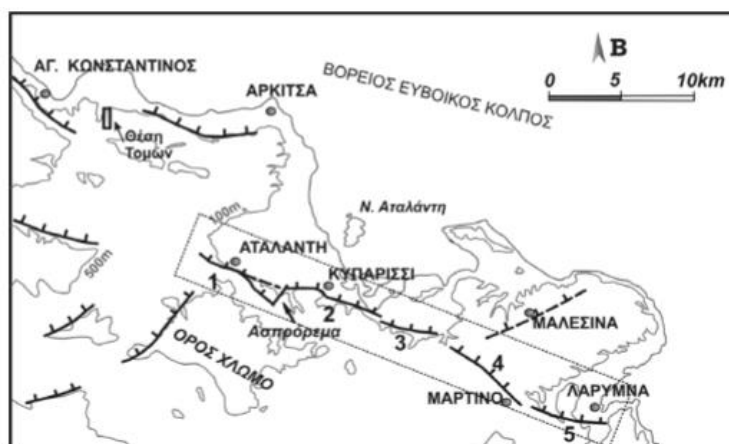 ΑΓ. ΚΩΝΣΤΑΝΤΙΝΟΣ
ΑΡΚΙΤΣΑ
ΒΟΡΕΙΟΣ ΕΥΒΟΙΚΟΣ ΚΟΛΠΟΣ
Β
0 5 10km
Θέση
Τομών
100m
500m
Ν. Αταλάντη
ΑΤΑΛΑΝΤΗ
ΚΥΠΑΡΙΣΣΙ
1
2
3
4
5
Ασπρόρεμα
ΟΡΟΣ ΧΛΩΜΟ
ΜΑΛΕΣΙΝΑ
ΜΑΡΤΙΝΟ
ΛΑΡΥΜΝΑ